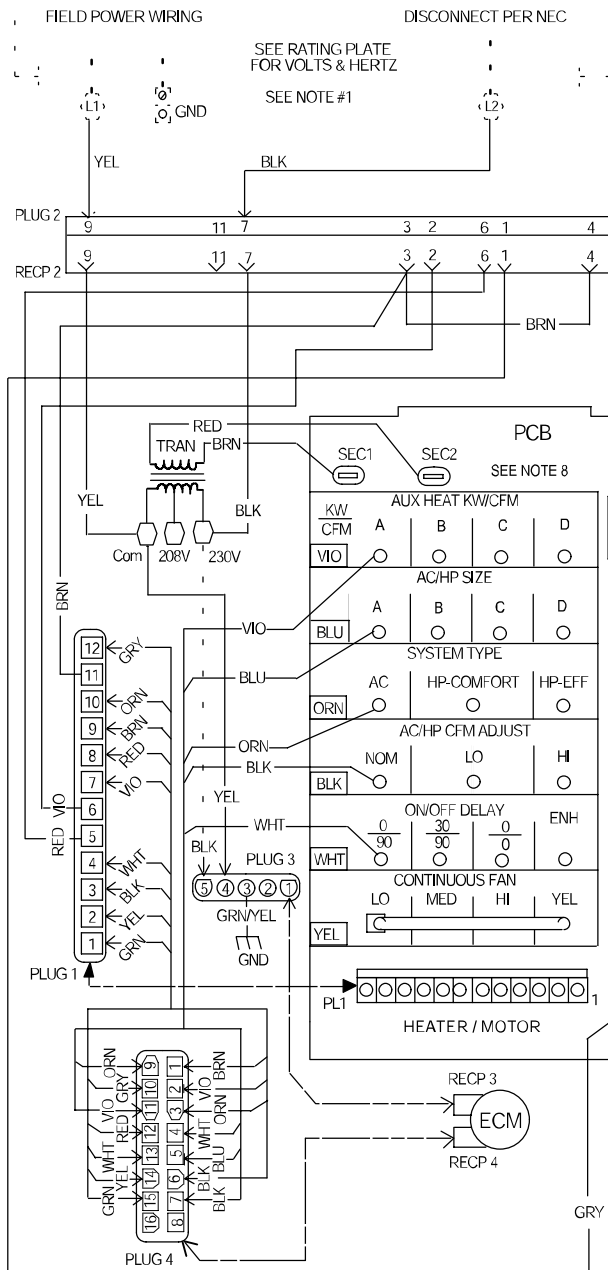 FIELD POWER WIRING
DISCONNECT PER NEC
SEE RATING PLATE
FOR VOLTS & HERTZ
SEE NOTE #1
L1
GND
L2
YEL
BLK
PLUG 2
9 11 7 3 2 6 1 4
RECP 2
9 11 7 3 2 6 1 4
BRN
RED
TRAN
BRN
PCB
SEC1
SEC2
SEE NOTE 8
YEL
BLK
Com
208V
230V
AUX HEAT KW/CFM
KW
CFM
A B C D
VIO
AC/HP SIZE
A B C D
BLU
SYSTEM TYPE
AC HP-COMFORT HP-EFF
ORN
AC/HP CFM ADJUST
NOM LO HI
BLK
ON/OFF DELAY
0
90
30
90
0
0
ENH
WHT
CONTINUOUS FAN
LO MED HI YEL
YEL
BRN
VIO
BLU
ORN
BLK
WHT
12 GRY
11
10 ORN
9 BRN
8 RED
7 VIO
6
VIO
5
RED
4 WHT
3 BLK
2 YEL
1 GRN
PLUG 1
YEL
BLK
PLUG 3
5 4 3 2 1
GRN/YEL
GND
PL1
1
HEATER / MOTOR
ORN 9 1 BRN
GRY 10 2 VIO
VIO 11 3 ORN
RED 12 4 WHT
WHT 13 5 BLU
YEL 14 6 BLK
GRN 15 7 BLK
16 8
PLUG 4
RECP 3
ECM
RECP 4
GRY